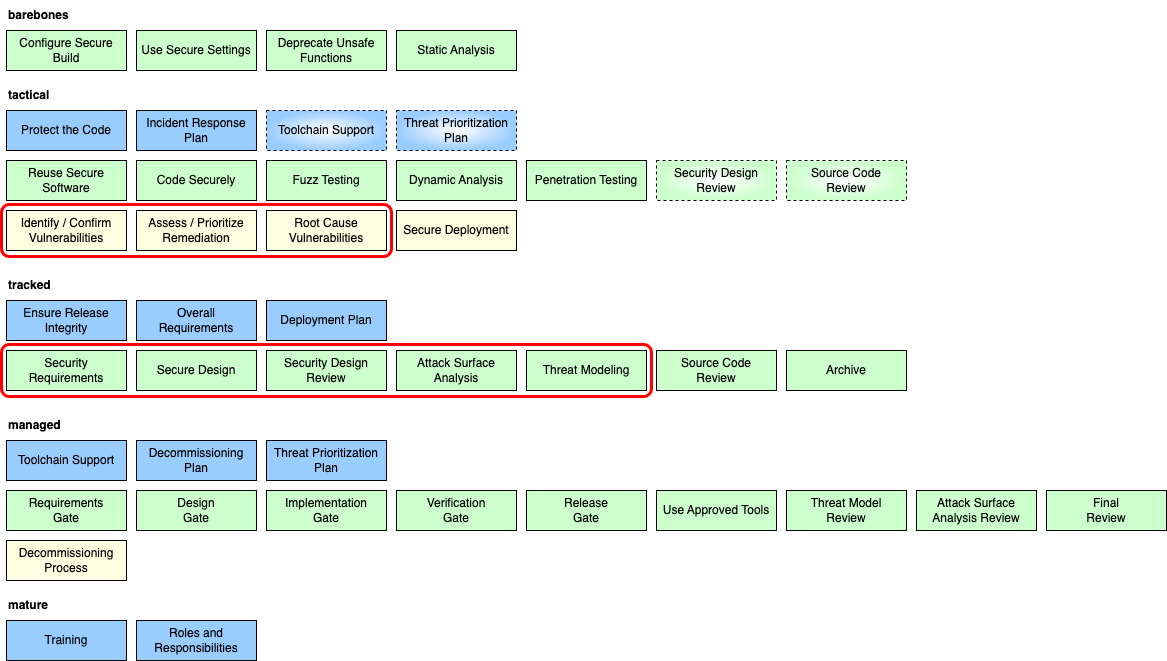 barebones
Configure Secure
Build
Use Secure Settings
Deprecate Unsafe
Functions
Static Analysis
tactical
Protect the Code
Incident Response
Plan
Toolchain Support
Threat Prioritization
Plan
Reuse Secure
Software
Code Securely
Fuzz Testing
Dynamic Analysis
Penetration Testing
Security Design
Review
Source Code
Review
Identify / Confirm
Vulnerabilities
Assess / Prioritize
Remediation
Root Cause
Vulnerabilities
Secure Deployment
tracked
Ensure Release
Integrity
Overall
Requirements
Deployment Plan
Security
Requirements
Secure Design
Security Design
Review
Attack Surface
Analysis
Threat Modeling
Source Code
Review
Archive
managed
Toolchain Support
Decommissioning
Plan
Threat Prioritization
Plan
Requirements
Gate
Design
Gate
Implementation
Gate
Verification
Gate
Release
Gate
Use Approved Tools
Threat Model
Review
Attack Surface
Analysis Review
Final
Review
Decommissioning
Process
mature
Training
Roles and
Responsibilities